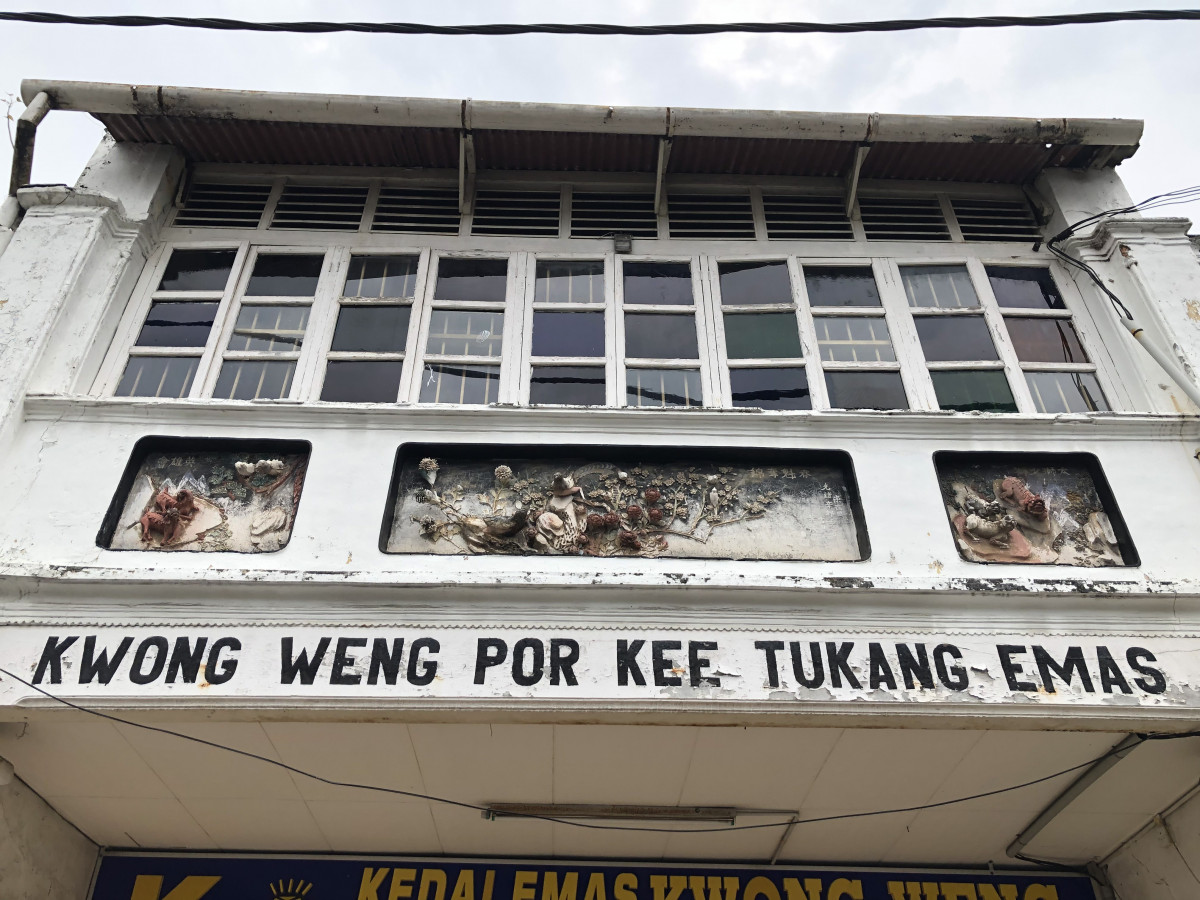 KWONG WENG POR KEE TUKANG EMAS
K KEDAI EMAS KWONG WENG